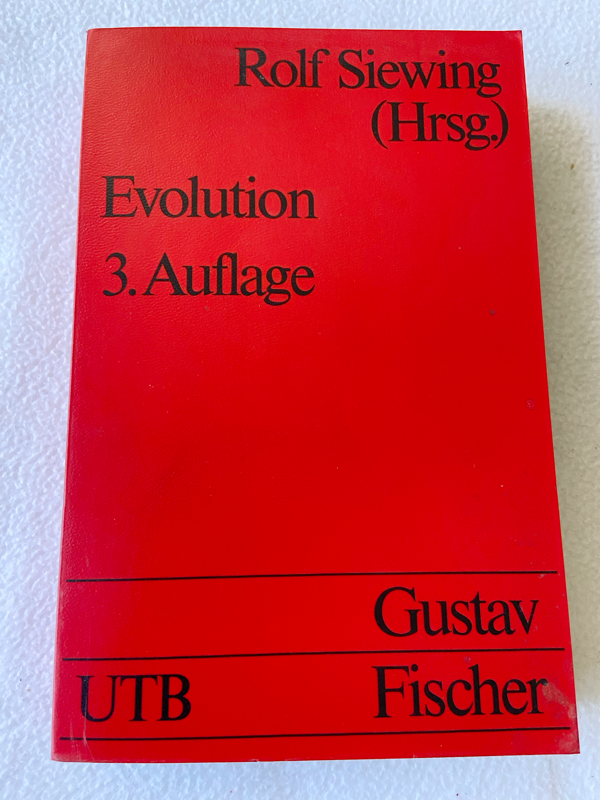 Rolf Siewing
(Hrsg.)
Evolution
3. Auflage
Gustav
UTB Fischer